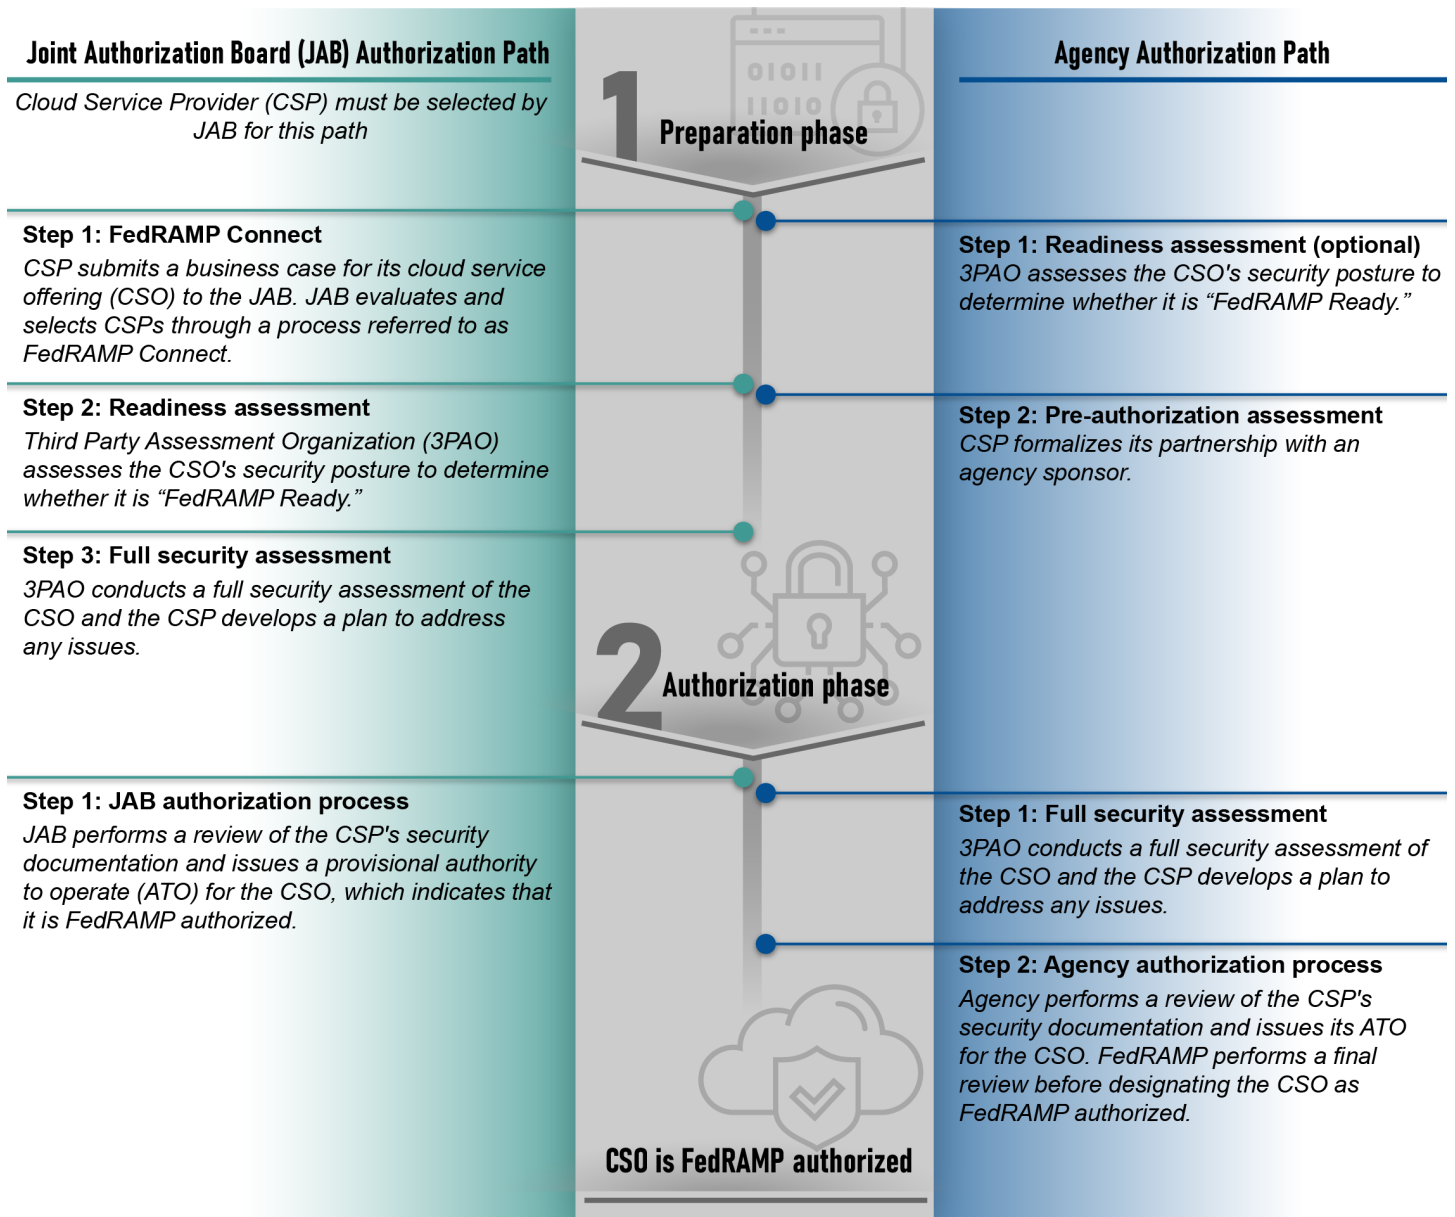 Joint Authorization Board (JAB) Authorization Path
Cloud Service Provider (CSP) must be selected by
JAB for this path
01011
11010
1
Preparation phase
Agency Authorization Path
Step 1: FedRAMP Connect
CSP submits a business case for its cloud service
offering (CSO) to the JAB. JAB evaluates and
selects CSPs through a process referred to as
FedRAMP Connect.
Step 1: Readiness assessment (optional)
3PAO assesses the CSO's security posture to
determine whether it is “FedRAMP Ready.”
Step 2: Readiness assessment
Third Party Assessment Organization (3PAO)
assesses the CSO's security posture to determine
whether it is “FedRAMP Ready.”
Step 2: Pre-authorization assessment
CSP formalizes its partnership with an
agency sponsor.
Step 3: Full security assessment
3PAO conducts a full security assessment of the
CSO and the CSP develops a plan to address
any issues.
2
Authorization phase
Step 1: JAB authorization process
JAB performs a review of the CSP's security
documentation and issues a provisional authority
to operate (ATO) for the CSO, which indicates that
it is FedRAMP authorized.
Step 1: Full security assessment
3PAO conducts a full security assessment of
the CSO and the CSP develops a plan to
address any issues.
Step 2: Agency authorization process
Agency performs a review of the CSP's
security documentation and issues its ATO
for the CSO. FedRAMP performs a final
review before designating the CSO as
FedRAMP authorized.
CSO is FedRAMP authorized